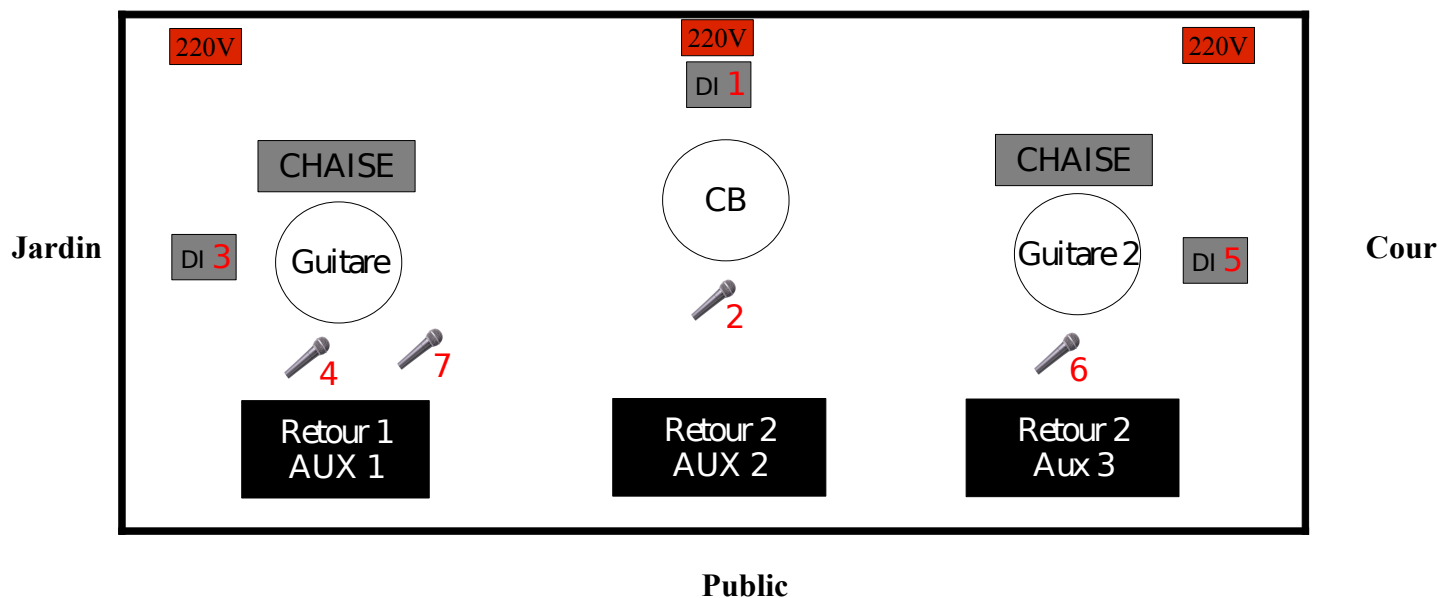 220V
220V
220V
DI 1
CHAISE
CHAISE
CB
Jardin
DI 3
Guitare
Guitare 2
DI 5
Cour
2
4
7
6
Retour 1
AUX 1
Retour 2
AUX 2
Retour 2
Aux 3
Public